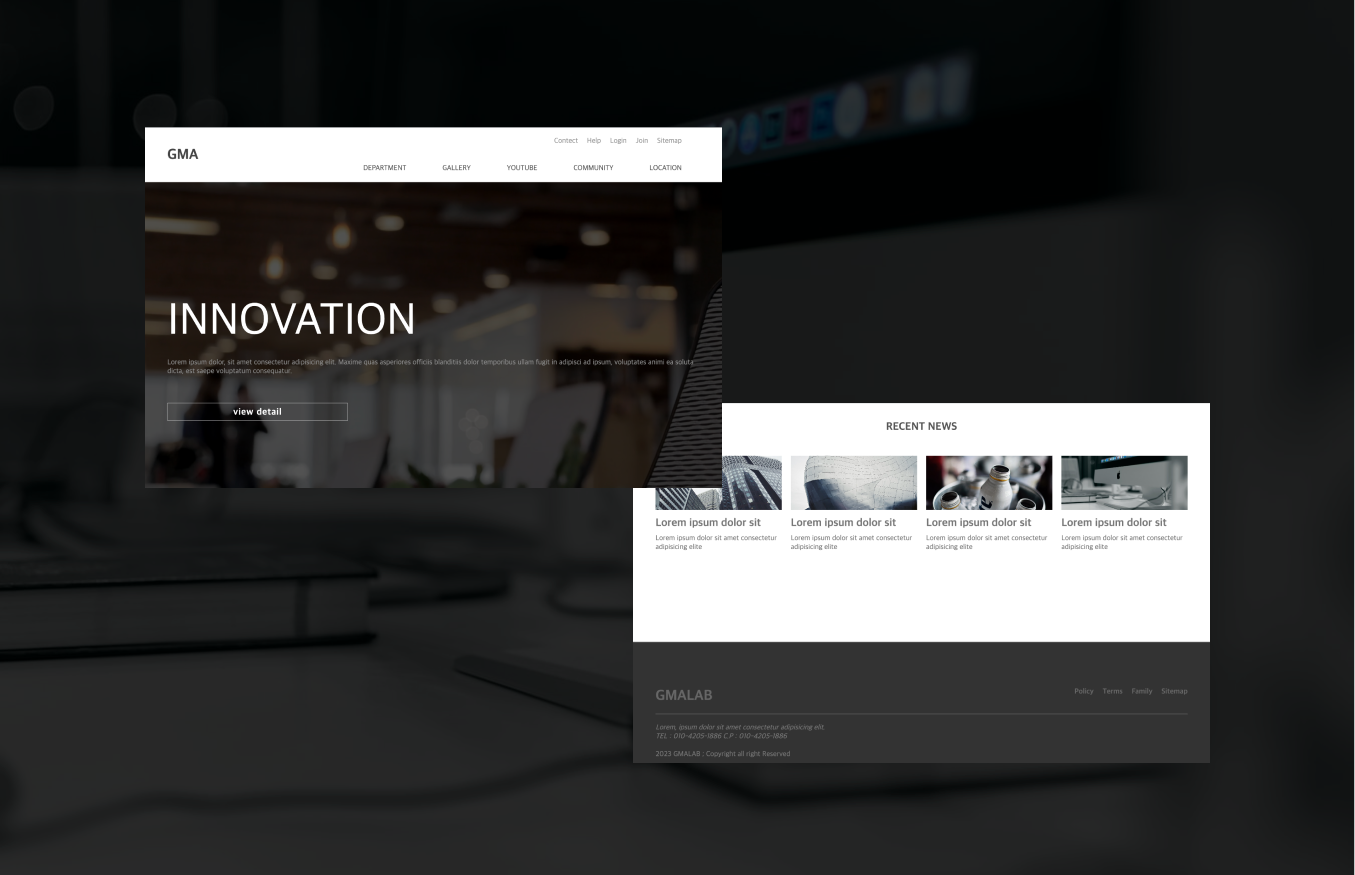 GMA
Contect Help Login Join Sitemap
DEPARTMENT GALLERY YOUTUBE COMMUNITY LOCATION
INNOVATION
Lorem ipsum dolor, sit amet consectetur adipisicing elit. Maxime quas asperiores officiis blanditiis dolor temporibus ullam fugit in adipisci ad ipsum, voluptates animi ea soluta
dicta, est saepe voluptatum consequatur.
view detail
RECENT NEWS
Lorem ipsum dolor sit
Lorem ipsum dolor sit amet consectetur
adipisicing elite
Lorem ipsum dolor sit
Lorem ipsum dolor sit amet consectetur
adipisicing elite
Lorem ipsum dolor sit
Lorem ipsum dolor sit amet consectetur
adipisicing elite
Lorem ipsum dolor sit
Lorem ipsum dolor sit amet consectetur
adipisicing elite
GMALAB
Policy Terms Family Sitemap
Lorem, ipsum dolor sit amet consectetur adipisicing elit.
TEL : 010-4205-1886 C.P : 010-4205-1886
2023 GMALAB ; Copyright all right Reserved